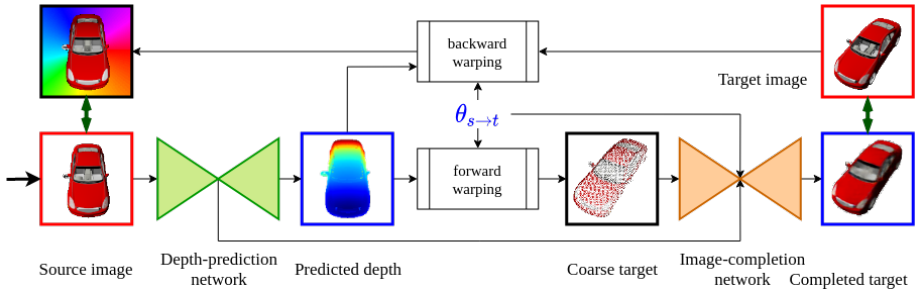 backward
warping
Target image
θs→t
forward
warping
Source image
Depth-prediction
network
Predicted depth
Coarse target
Image-completion
network
Completed target